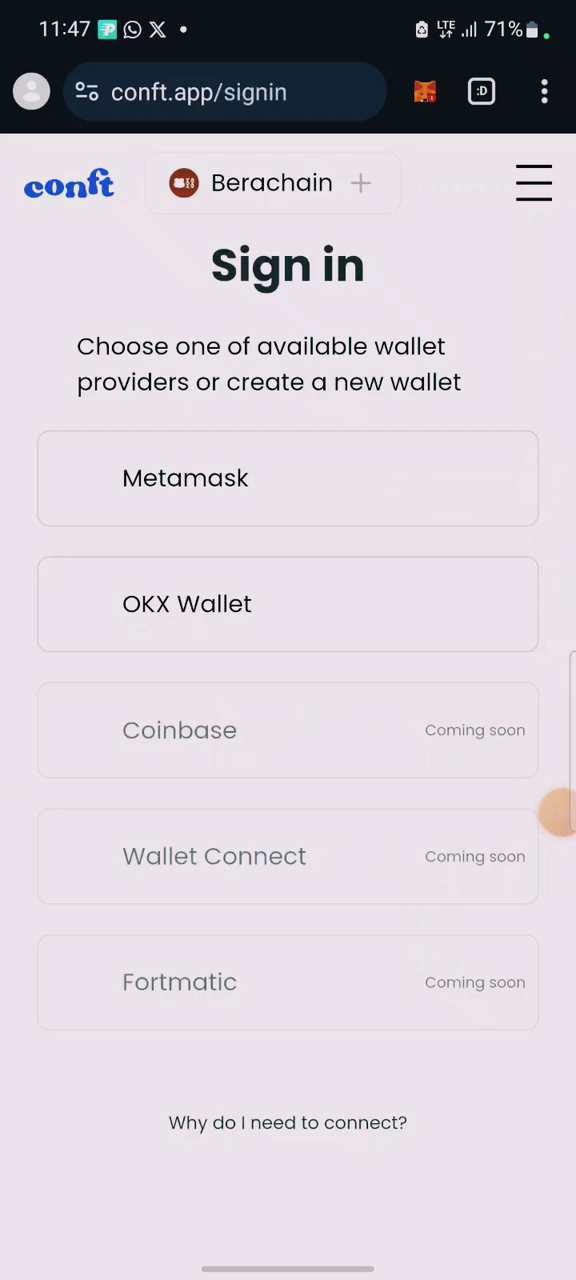 11:47
LTE
71%
conft.app/signin
:D
conft
Berachain
Sign in
Choose one of available wallet
providers or create a new wallet
Metamask
OKX Wallet
Coinbase
Coming soon
Wallet Connect
Coming soon
Fortmatic
Coming soon
Why do I need to connect?